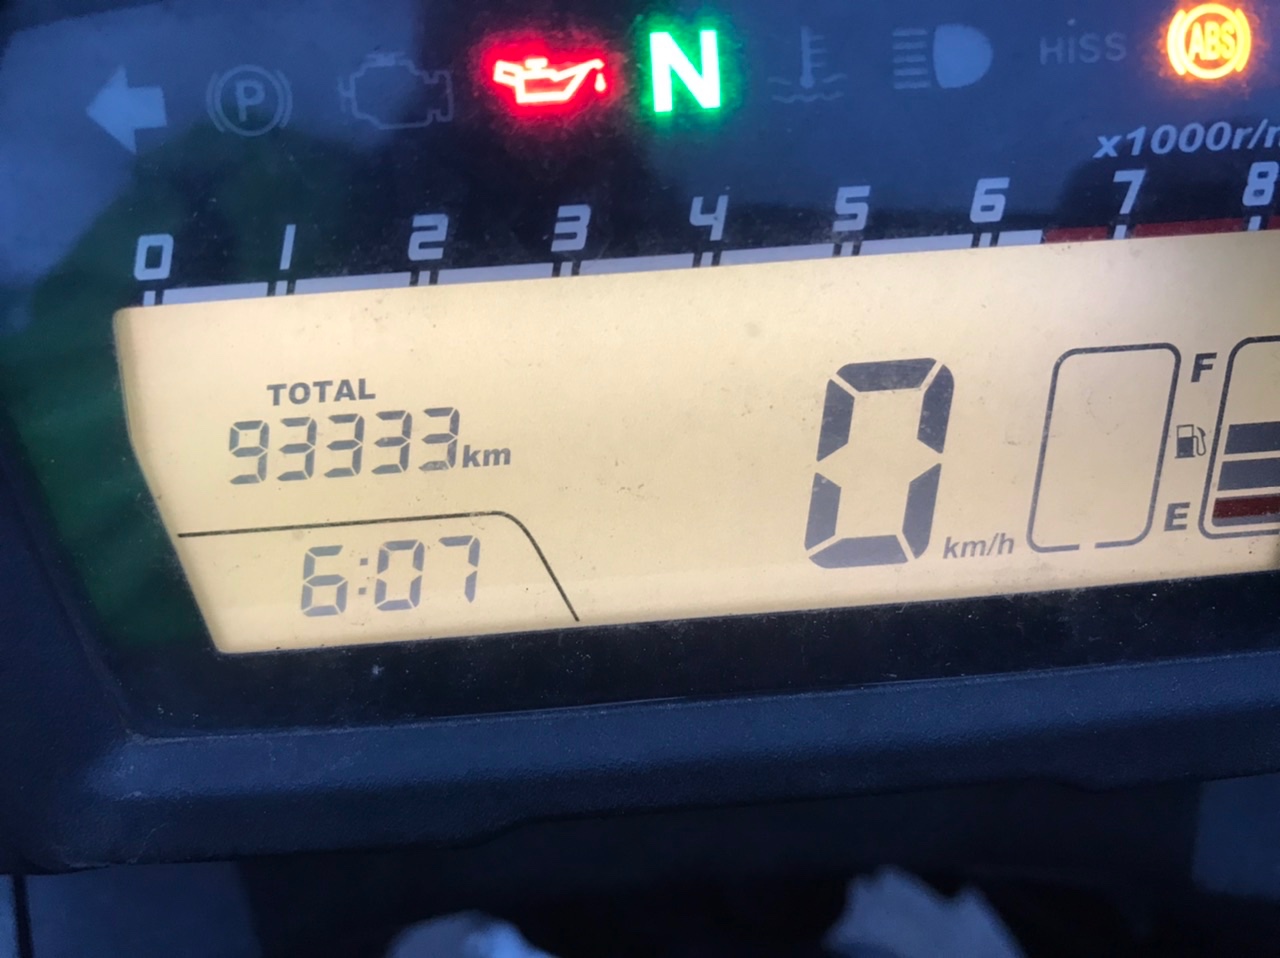 P N HISS ABS
x1000r/
0 1 2 3 4 5 6 7 8
TOTAL
93333km
6:07
0 km/h
F
E